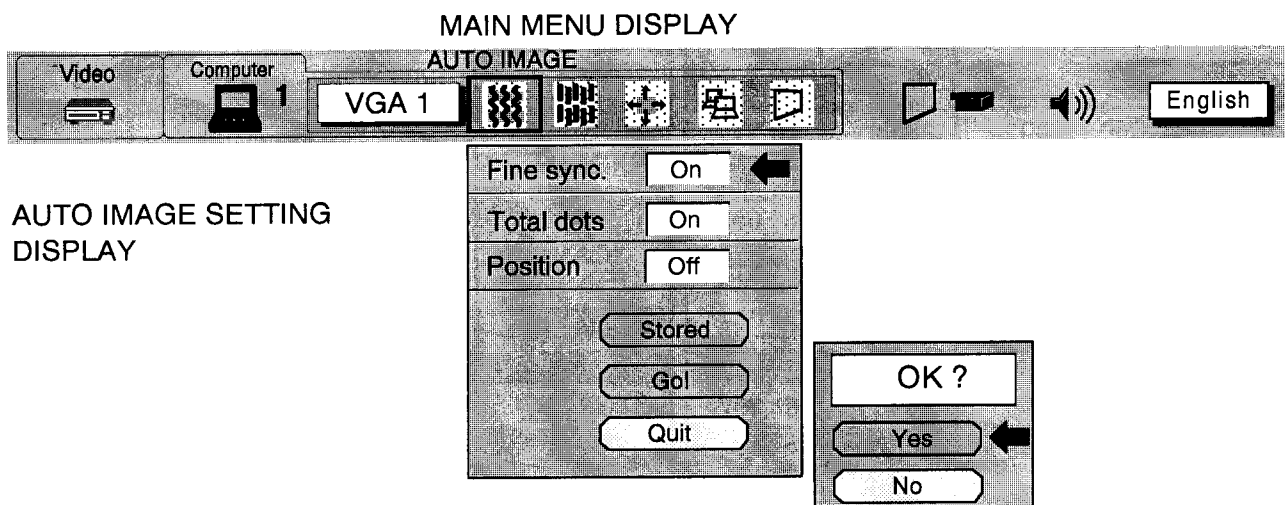 MAIN MENU DISPLAY
AUTO IMAGE
Video
Computer
1
VGA 1
English
AUTO IMAGE SETTING
DISPLAY
Fine sync. On
Total dots On
Position Off
Stored
Go!
Quit
OK ?
Yes
No